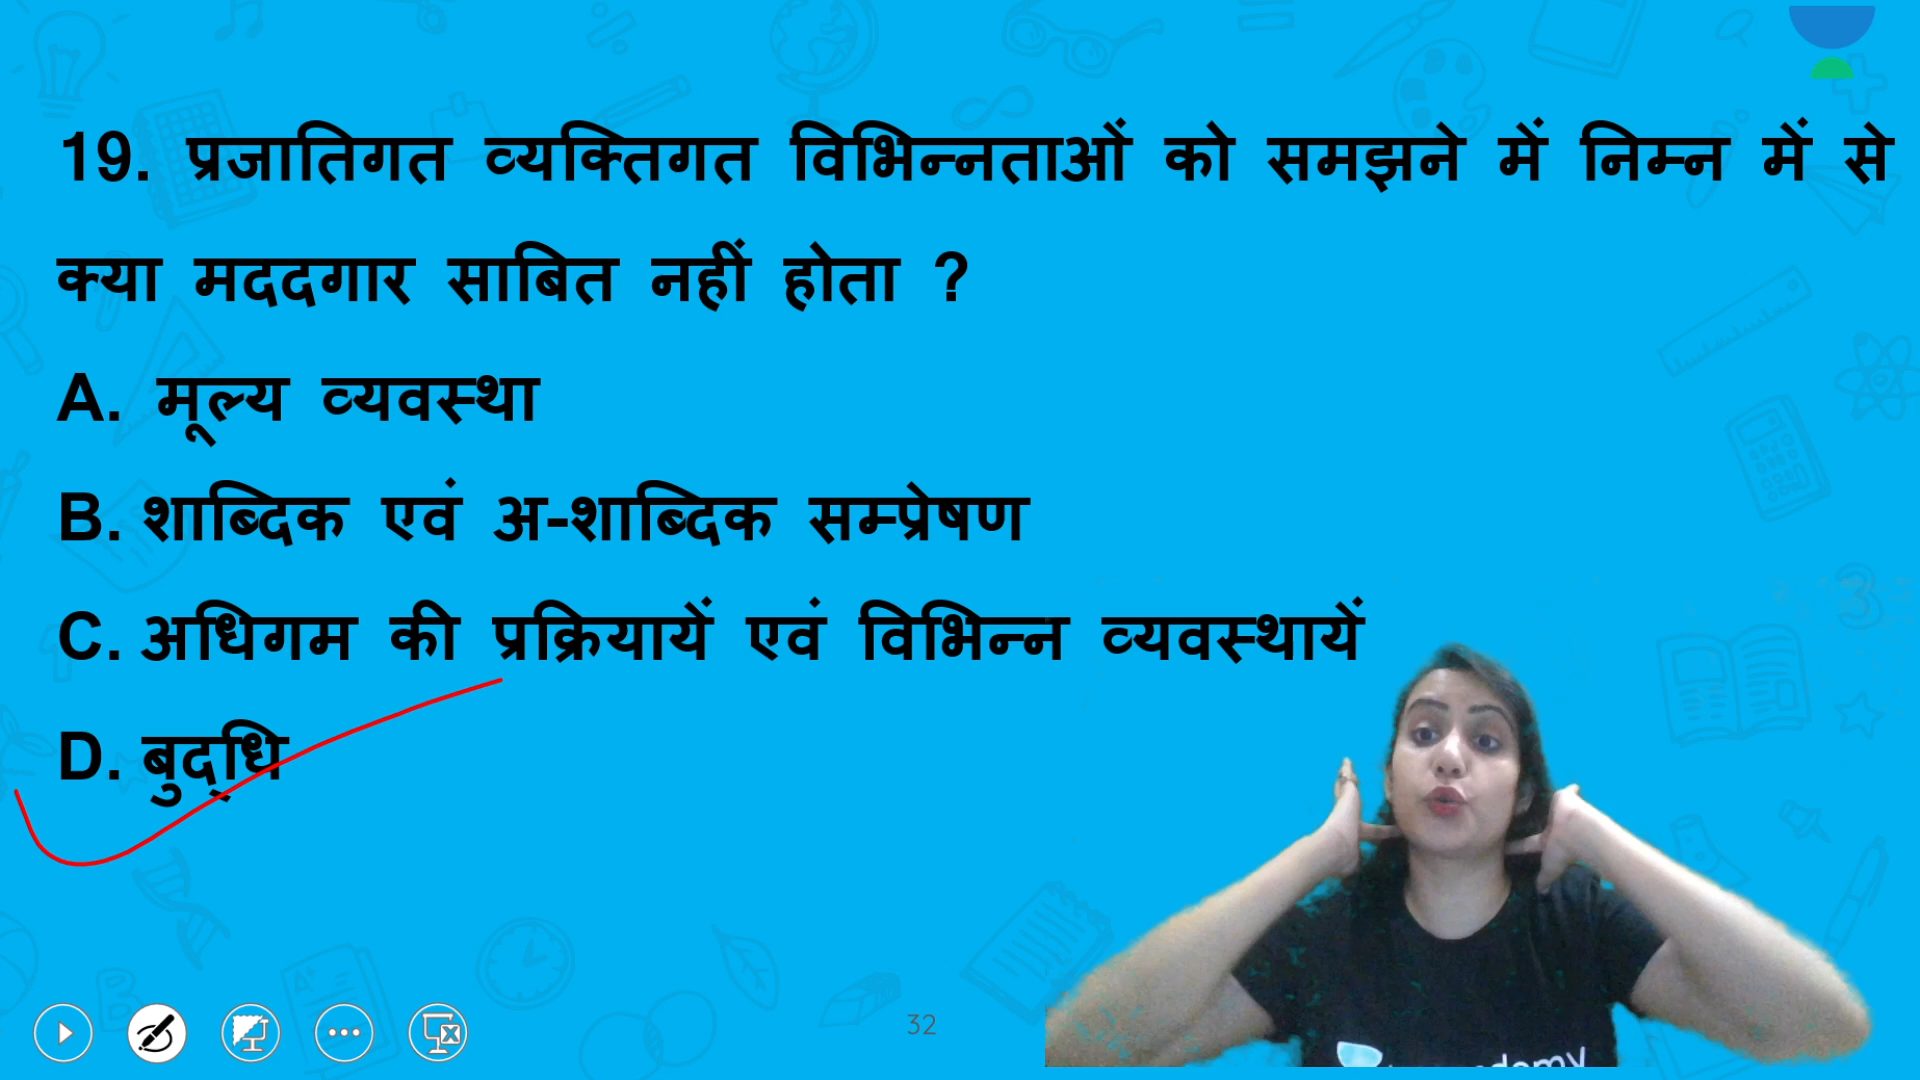 19. प्रजातिगत व्यक्तिगत विभिन्नताओं को समझने में निम्न में से
क्या मददगार साबित नहीं होता ?
A. मूल्य व्यवस्था
B. शाब्दिक एवं अ-शाब्दिक सम्प्रेषण
C. अधिगम की प्रक्रियायें एवं विभिन्न व्यवस्थायें
D. बुद्धि
32